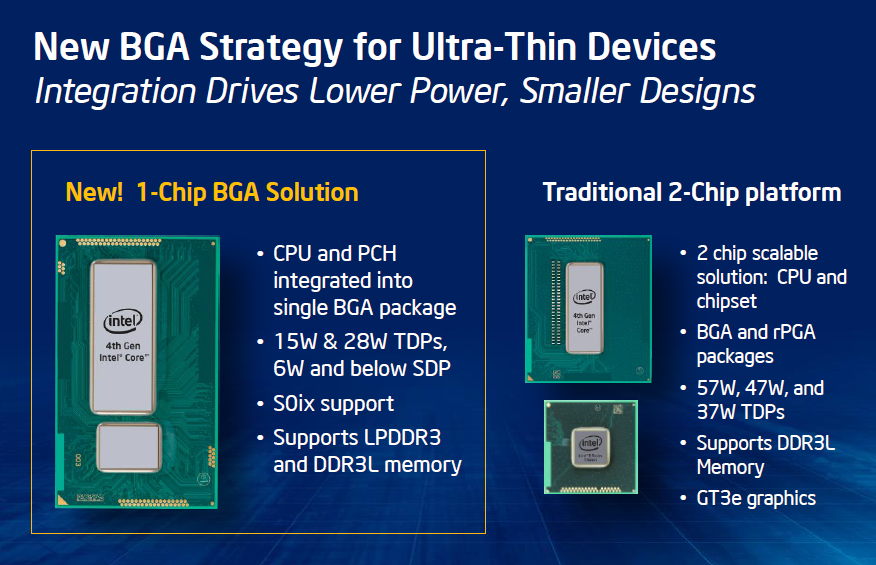 New BGA Strategy for Ultra-Thin Devices
Integration Drives Lower Power, Smaller Designs
New! 1-Chip BGA Solution
intel
4th Gen
Intel® Core™
003
• CPU and PCH
integrated into
single BGA package
• 15W & 28W TDPs,
6W and below SDP
• S0ix support
• Supports LPDDR3
and DDR3L memory
Traditional 2-Chip platform
intel
4th Gen
Intel®
Core™
intel
• 2 chip scalable
solution: CPU and
chipset
• BGA and rPGA
packages
• 57W, 47W, and
37W TDPs
• Supports DDR3L
Memory
• GT3e graphics